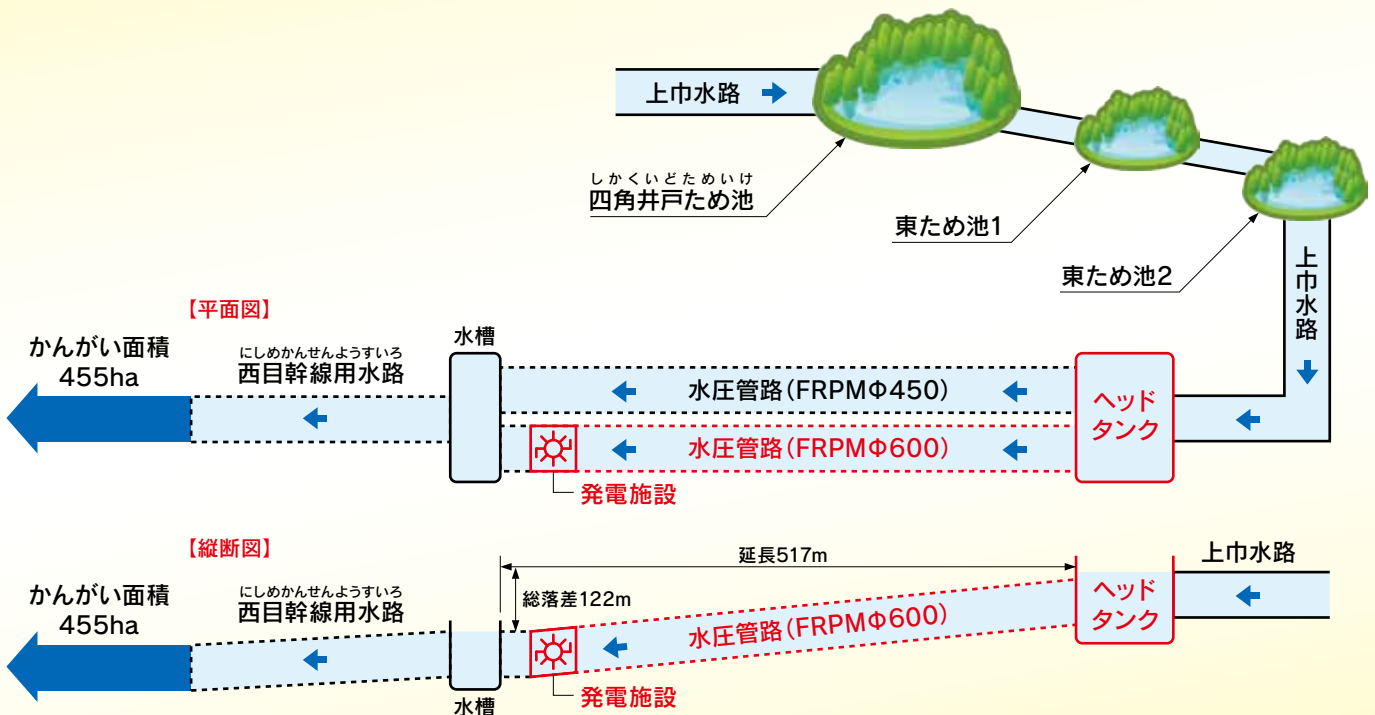 上巾水路
しかくいどためいけ
四角井戸ため池
東ため池1
東ため池2
上巾水路
【平面図】
かんがい面積
455ha
にしめかんせんようすいろ
西目幹線用水路
水槽
水圧管路(FRPMΦ450)
水圧管路(FRPMΦ600)
発電施設
ヘッド
タンク
【縦断図】
かんがい面積
455ha
にしめかんせんようすいろ
西目幹線用水路
水槽
延長517m
総落差122m
水圧管路(FRPMΦ600)
発電施設
ヘッド
タンク
上巾水路